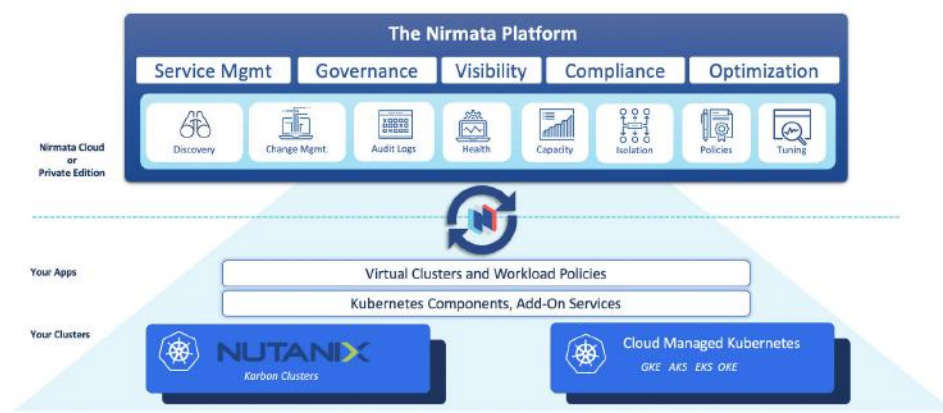 The Nirmata Platform
Service Mgmt
Governance
Visibility
Compliance
Optimization
Discovery
Change Mgmt.
Audit Logs
Health
Capacity
Isolation
Policies
Tuning
Nirmata Cloud
or
Private Edition
Your Apps
Virtual Clusters and Workload Policies
Kubernetes Components, Add-On Services
Your Clusters
NUTANIX
Karbon Clusters
Cloud Managed Kubernetes
GKE AKS EKS OKE